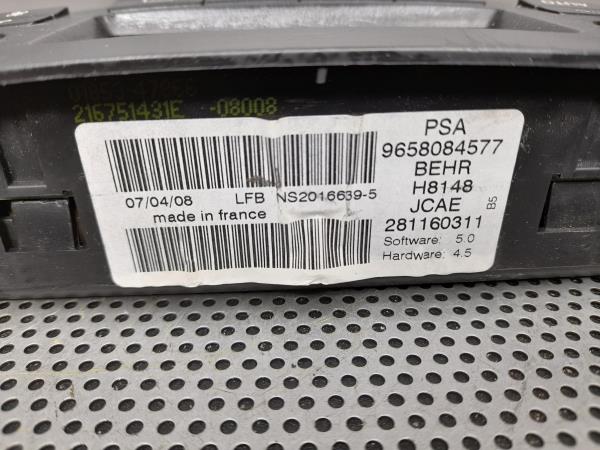 216751431E -08008
07/04/08 LFB NS2016639-5
made in france
PSA
9658084577
BEHR
H8148
JCAE
281160311
B5
Software: 5.0
Hardware: 4.5